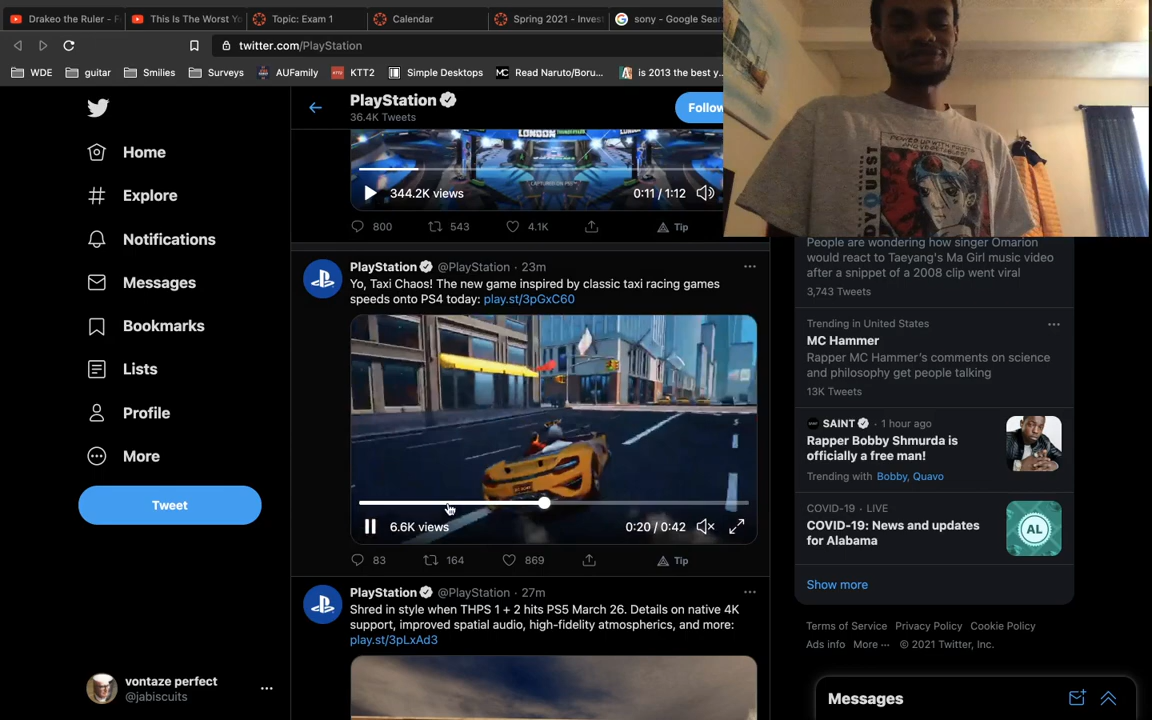 Drakeo the Ruler - F
This Is The Worst Yo
Topic: Exam 1
Calendar
Spring 2021 - Invest
sony - Google Sear
twitter.com/PlayStation
WDE
guitar
Smilies
Surveys
AUFamily
KTT2
Simple Desktops
Read Naruto/Boru...
is 2013 the best y...
PlayStation
36.4K Tweets
Follow
Home
Explore
Notifications
Messages
Bookmarks
Lists
Profile
More
Tweet
vontaze perfect
@jabiscuits
LONDON
344.2K views
0:11 / 1:12
800
543
4.1K
Tip
PlayStation @PlayStation · 23m
Yo, Taxi Chaos! The new game inspired by classic taxi racing games
speeds onto PS4 today: play.st/3pGxC60
6.6K views
0:20 / 0:42
83
164
869
Tip
PlayStation @PlayStation · 27m
Shred in style when THPS 1 + 2 hits PS5 March 26. Details on native 4K
support, improved spatial audio, high-fidelity atmospherics, and more:
play.st/3pLxAd3
POWER UP WITH FRUITS
AND VEGETABLES!
People are wondering how singer Omarion
would react to Taeyang's Ma Girl music video
after a snippet of a 2008 clip went viral
3,743 Tweets
Trending in United States
MC Hammer
Rapper MC Hammer's comments on science
and philosophy get people talking
13K Tweets
SAINT · 1 hour ago
Rapper Bobby Shmurda is
officially a free man!
Trending with Bobby, Quavo
COVID-19 · LIVE
COVID-19: News and updates
for Alabama
AL
Show more
Terms of Service Privacy Policy Cookie Policy
Ads info More ··· © 2021 Twitter, Inc.
Messages